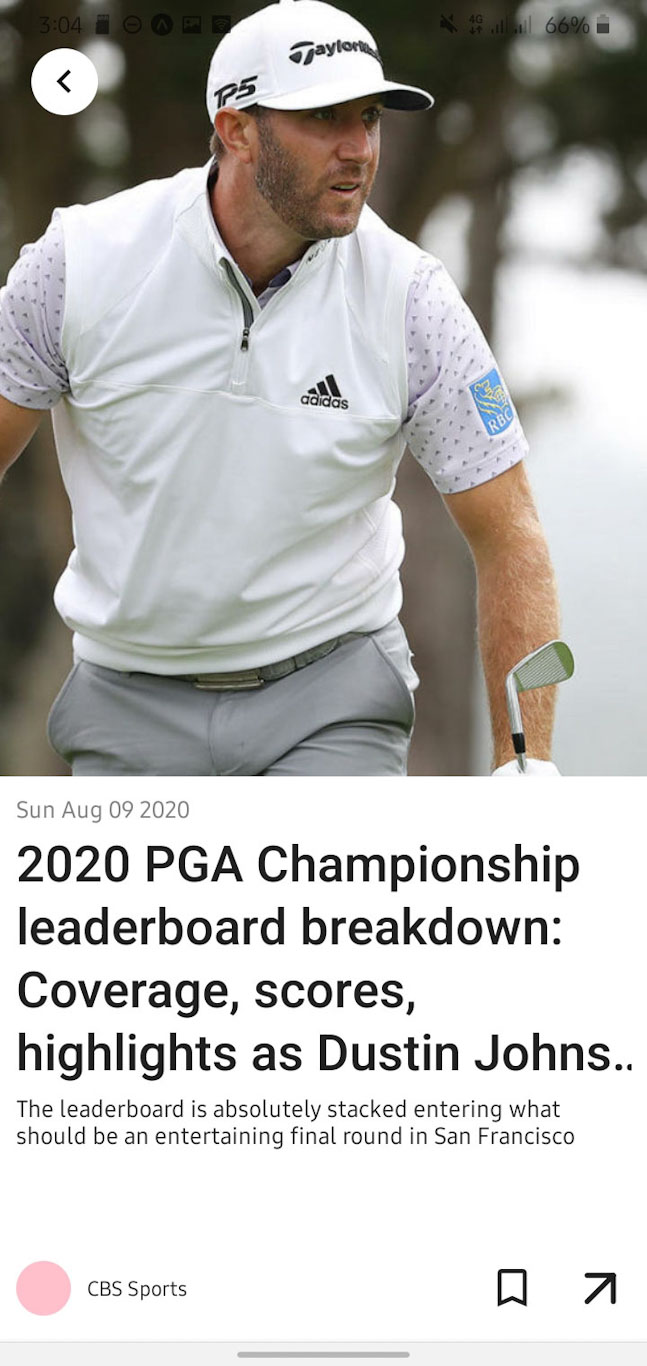 3:04
4G
66%
TaylorMade
TP5
adidas
RBC
Sun Aug 09 2020
2020 PGA Championship
leaderboard breakdown:
Coverage, scores,
highlights as Dustin Johns..
The leaderboard is absolutely stacked entering what
should be an entertaining final round in San Francisco
CBS Sports